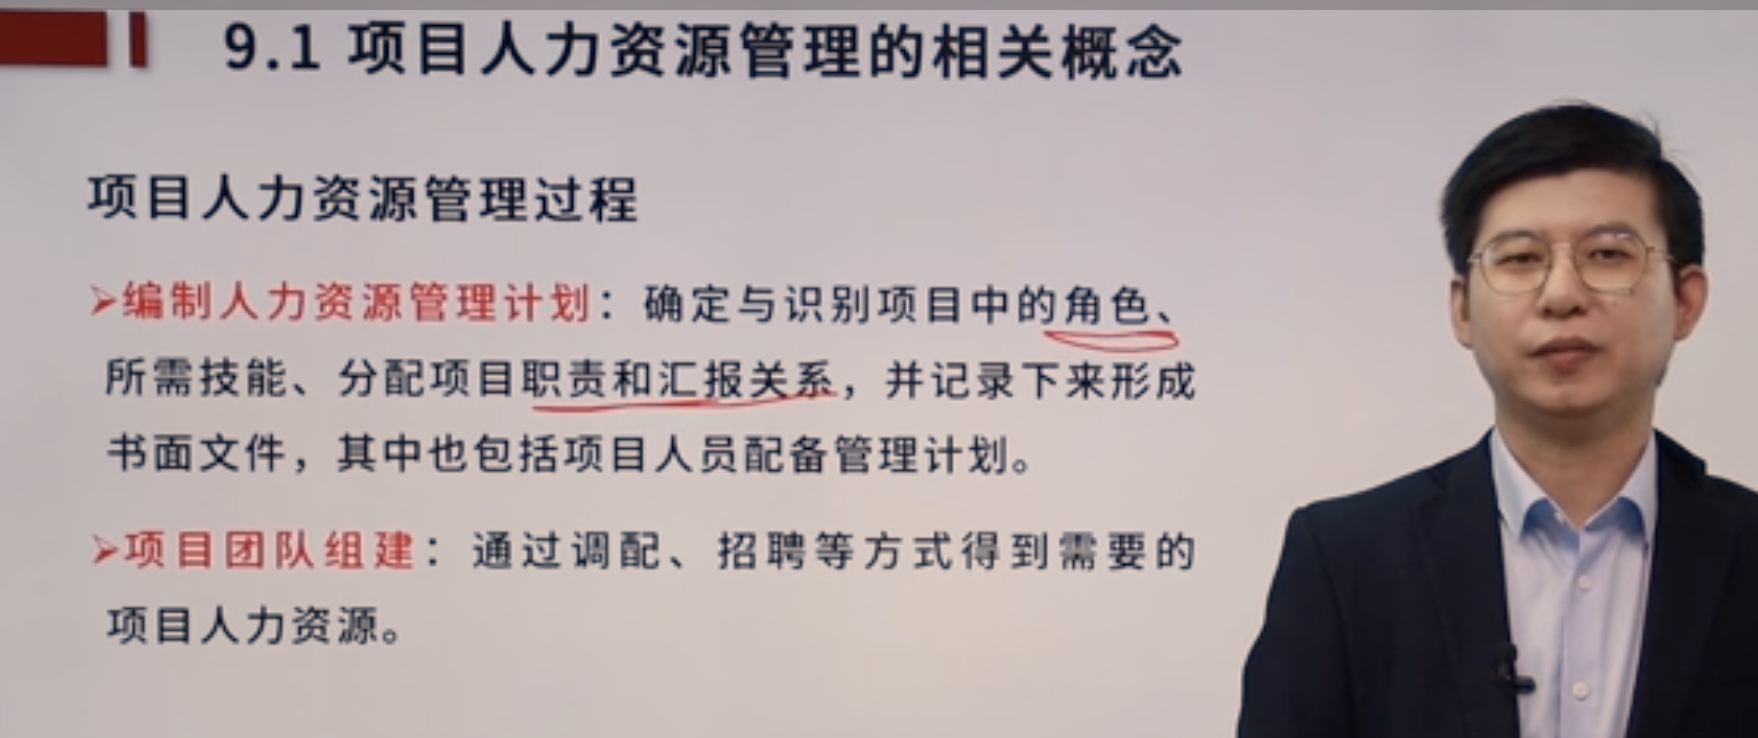 9.1 项目人力资源管理的相关概念
项目人力资源管理过程
➢编制人力资源管理计划：确定与识别项目中的角色、
所需技能、分配项目职责和汇报关系，并记录下来形成
书面文件，其中也包括项目人员配备管理计划。
➢项目团队组建：通过调配、招聘等方式得到需要的
项目人力资源。